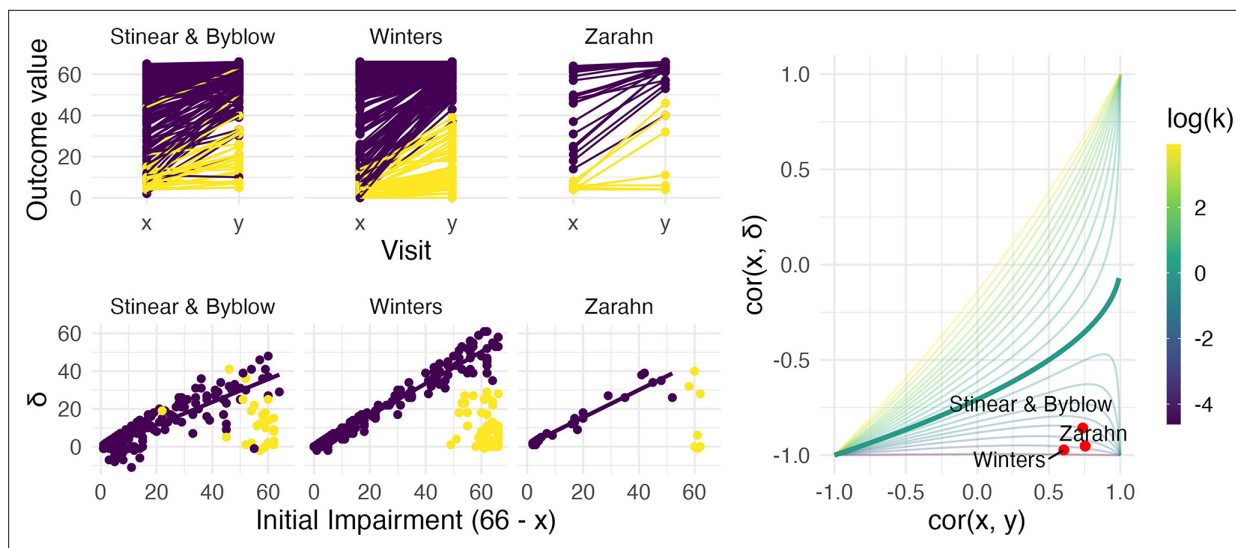 Stinear & Byblow Winters Zarahn
Outcome value
60
40
20
0
x y x y x y
Visit
Stinear & Byblow Winters Zarahn
δ
60
40
20
0
0 20 40 60 0 20 40 60 0 20 40 60
Initial Impairment (66 - x)
cor(x, δ)
1.0
0.5
0.0
-0.5
-1.0
Stinear & Byblow
Zarahn
Winters
-1.0 -0.5 0.0 0.5 1.0
cor(x, y)
log(k)
2
0
-2
-4